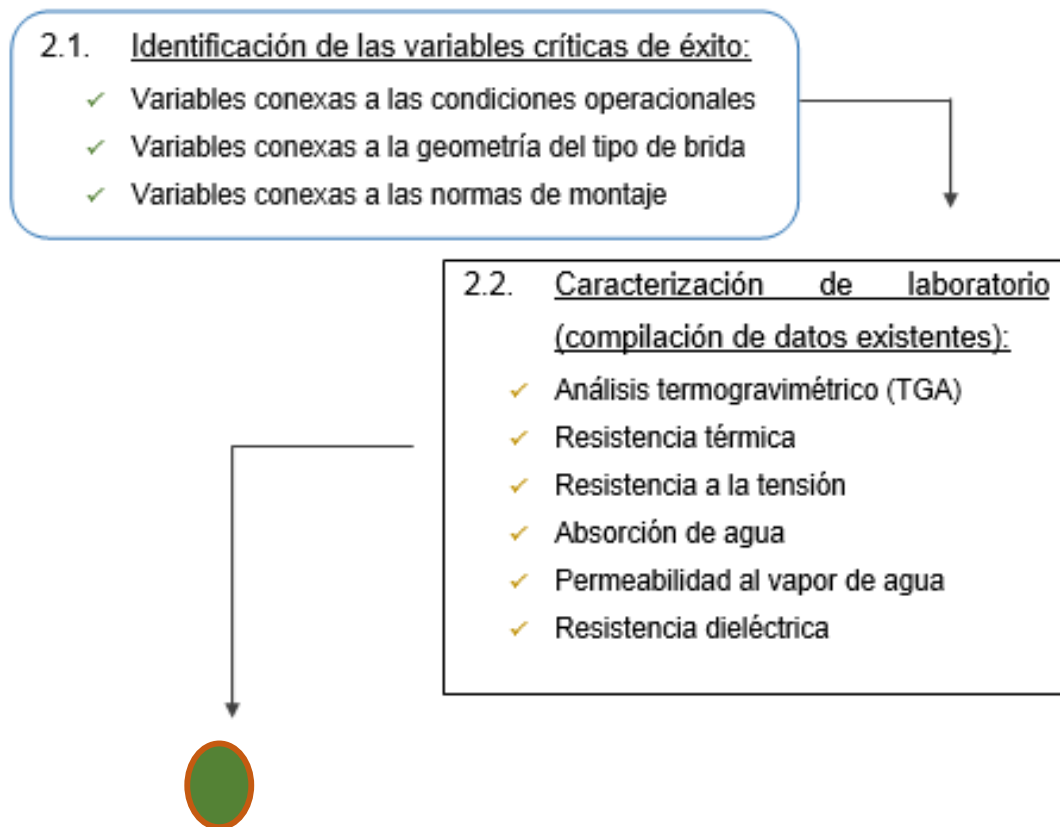 2.1. Identificación de las variables críticas de éxito:
✓ Variables conexas a las condiciones operacionales
✓ Variables conexas a la geometría del tipo de brida
✓ Variables conexas a las normas de montaje
2.2. Caracterización de laboratorio
(compilación de datos existentes):
✓ Análisis termogravimétrico (TGA)
✓ Resistencia térmica
✓ Resistencia a la tensión
✓ Absorción de agua
✓ Permeabilidad al vapor de agua
✓ Resistencia dieléctrica